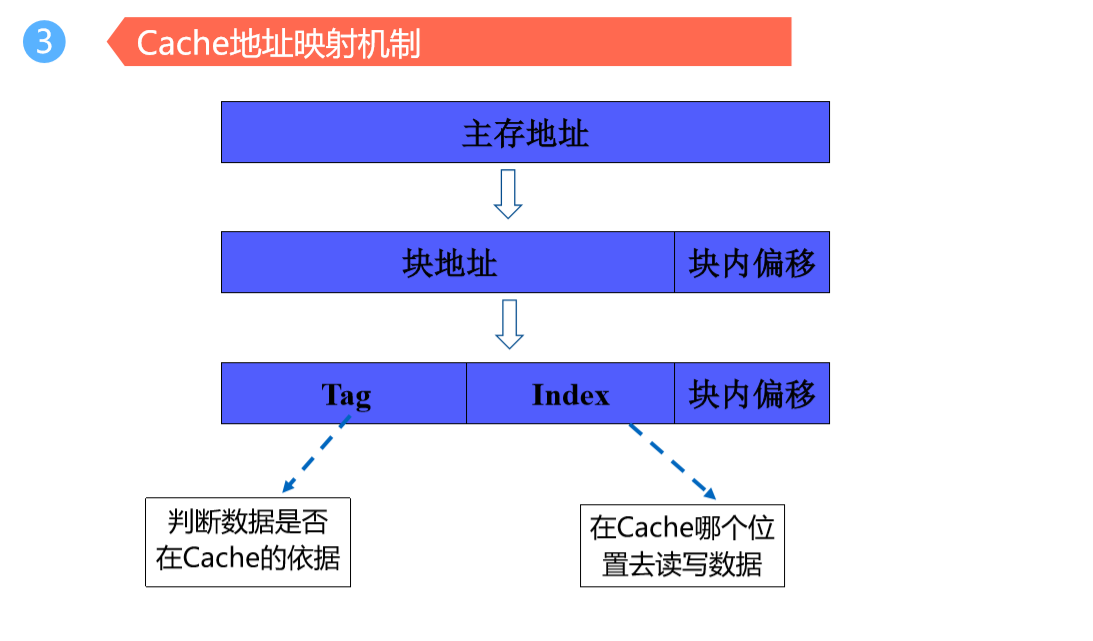 3
Cache地址映射机制
主存地址
块地址
块内偏移
Tag
Index
块内偏移
判断数据是否
在Cache的依据
在Cache哪个位
置去读写数据